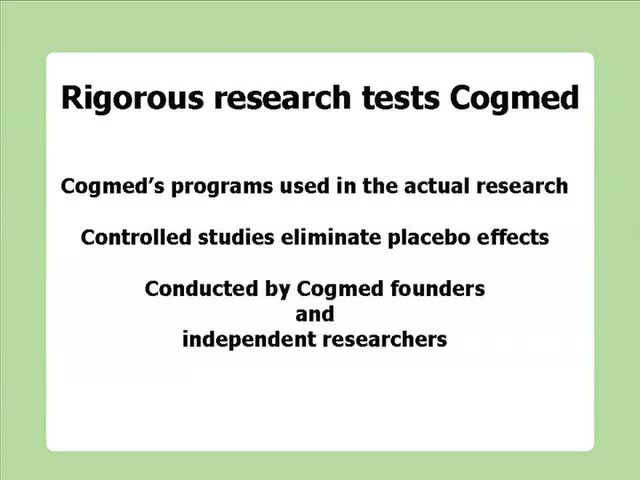 Rigorous research tests Cogmed
Cogmed's programs used in the actual research
Controlled studies eliminate placebo effects
Conducted by Cogmed founders
and
independent researchers